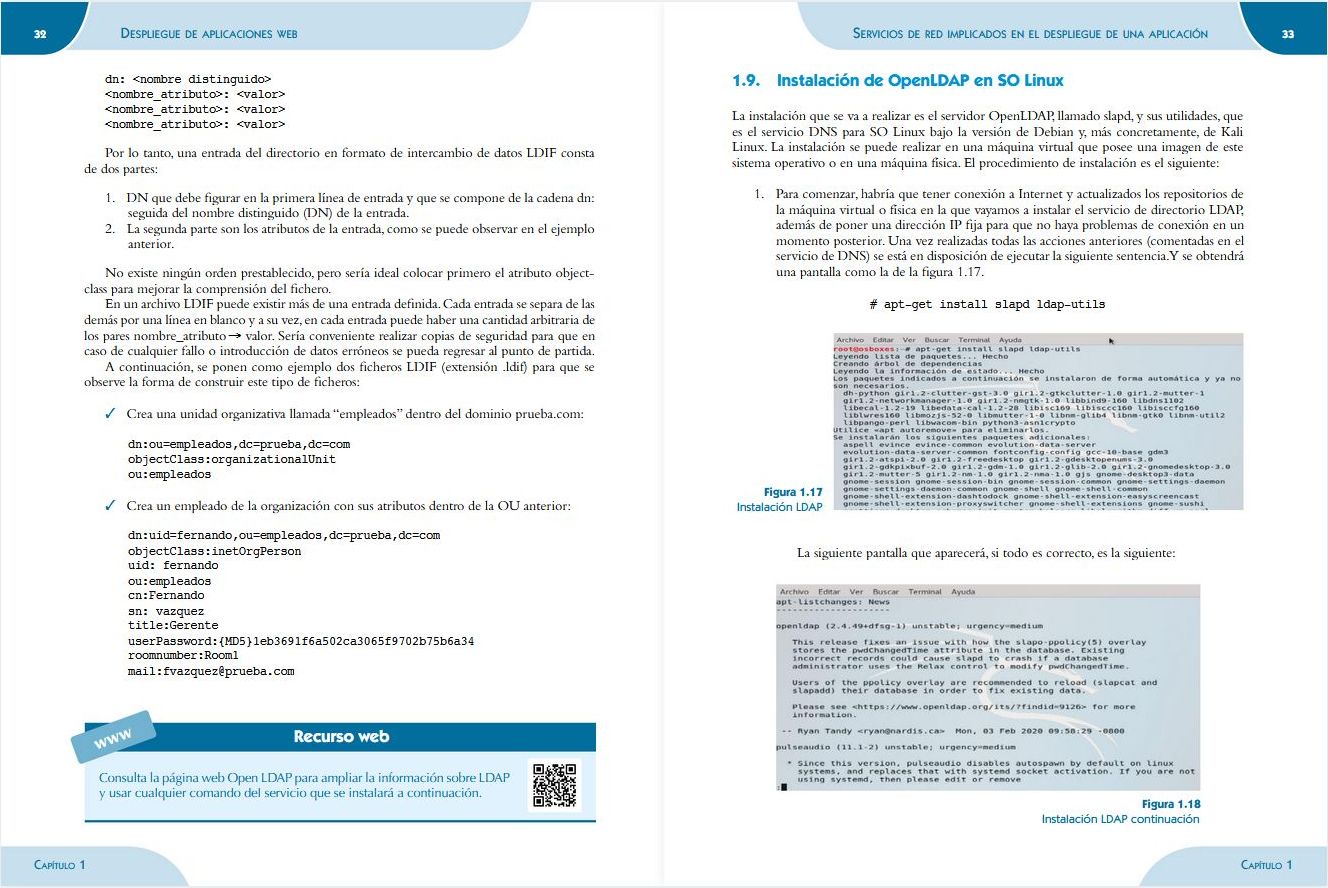 32
DESPLIEGUE DE APLICACIONES WEB
dn: <nombre distinguido>
<nombre_atributo>: <valor>
<nombre_atributo>: <valor>
<nombre_atributo>: <valor>
Por lo tanto, una entrada del directorio en formato de intercambio de datos LDIF consta
de dos partes:
1. DN que debe figurar en la primera línea de entrada y que se compone de la cadena dn:
seguida del nombre distinguido (DN) de la entrada.
2. La segunda parte son los atributos de la entrada, como se puede observar en el ejemplo
anterior.
No existe ningún orden prestablecido, pero sería ideal colocar primero el atributo object-
class para mejorar la comprensión del fichero.
En un archivo LDIF puede existir más de una entrada definida. Cada entrada se separa de las
demás por una línea en blanco y a su vez, en cada entrada puede haber una cantidad arbitraria de
los pares nombre_atributo → valor. Sería conveniente realizar copias de seguridad para que en
caso de cualquier fallo o introducción de datos erróneos se pueda regresar al punto de partida.
A continuación, se ponen como ejemplo dos ficheros LDIF (extensión .ldif) para que se
observe la forma de construir este tipo de ficheros:
✓ Crea una unidad organizativa llamada “empleados” dentro del dominio prueba.com:
dn:ou=empleados,dc=prueba,dc=com
objectClass:organizationalUnit
ou:empleados
✓ Crea un empleado de la organización con sus atributos dentro de la OU anterior:
dn:uid=fernando,ou=empleados,dc=prueba,dc=com
objectClass:inetOrgPerson
uid: fernando
ou:empleados
cn:Fernando
sn: vazquez
title:Gerente
userPassword:{MD5}1eb3691f6a502ca3065f9702b75b6a34
roomnumber:Room1
mail:fvazquez@prueba.com
www
Recurso web
Consulta la página web Open LDAP para ampliar la información sobre LDAP
y usar cualquier comando del servicio que se instalará a continuación.
CAPÍTULO 1
SERVICIOS DE RED IMPLICADOS EN EL DESPLIEGUE DE UNA APLICACIÓN
33
1.9. Instalación de OpenLDAP en SO Linux
La instalación que se va a realizar es el servidor OpenLDAP, llamado slapd, y sus utilidades, que
es el servicio DNS para SO Linux bajo la versión de Debian y, más concretamente, de Kali
Linux. La instalación se puede realizar en una máquina virtual que posee una imagen de este
sistema operativo o en una máquina física. El procedimiento de instalación es el siguiente:
1. Para comenzar, habría que tener conexión a Internet y actualizados los repositorios de
la máquina virtual o física en la que vayamos a instalar el servicio de directorio LDAP,
además de poner una dirección IP fija para que no haya problemas de conexión en un
momento posterior. Una vez realizadas todas las acciones anteriores (comentadas en el
servicio de DNS) se está en disposición de ejecutar la siguiente sentencia. Y se obtendrá
una pantalla como la de la figura 1.17.
# apt-get install slapd ldap-utils
Archivo Editar Ver Buscar Terminal Ayuda
root@osboxes:~# apt-get install slapd ldap-utils
Leyendo lista de paquetes... Hecho
Creando árbol de dependencias
Leyendo la información de estado... Hecho
Los paquetes indicados a continuación se instalaron de forma automática y ya no
son necesarios.
dh-python gir1.2-clutter-gst-3.0 gir1.2-gtkclutter-1.0 gir1.2-mutter-1
gir1.2-networkmanager-1.0 gir1.2-nmgtk-1.0 libbind9-160 libdns1102
libecal-1.2-19 libedata-cal-1.2-28 libisc169 libisccc160 libisccfg160
liblwres160 libmozjs-52-0 libmutter-1-0 libnm-glib4 libnm-gtk0 libnm-util2
libpango-perl libwacom-bin python3-asn1crypto
Utilice «apt autoremove» para eliminarlos.
Se instalarán los siguientes paquetes adicionales:
aspell evince evince-common evolution-data-server
evolution-data-server-common fontconfig-config gcc-10-base gdm3
gir1.2-atspi-2.0 gir1.2-freedesktop gir1.2-gdesktopenums-3.0
gir1.2-gdkpixbuf-2.0 gir1.2-gdm-1.0 gir1.2-glib-2.0 gir1.2-gnomedesktop-3.0
gir1.2-mutter-5 gir1.2-nm-1.0 gir1.2-nma-1.0 gjs gnome-desktop3-data
gnome-session gnome-session-bin gnome-session-common gnome-settings-daemon
gnome-settings-daemon-common gnome-shell gnome-shell-common
gnome-shell-extension-dashtodock gnome-shell-extension-easyscreencast
gnome-shell-extension-proxyswitcher gnome-shell-extensions gnome-sushi
Figura 1.17
Instalación LDAP
La siguiente pantalla que aparecerá, si todo es correcto, es la siguiente:
Archivo Editar Ver Buscar Terminal Ayuda
apt-listchanges: News
---------------------
openldap (2.4.49+dfsg-1) unstable; urgency=medium
This release fixes an issue with how the slapo-ppolicy(5) overlay
stores the pwdChangedTime attribute in the database. Existing
incorrect records could cause slapd to crash if a database
administrator uses the Relax control to modify pwdChangedTime.
Users of the ppolicy overlay are recommended to reload (slapcat and
slapadd) their database in order to fix existing data.
Please see <https://www.openldap.org/its/?findid=9126> for more
information.
-- Ryan Tandy <ryan@nardis.ca> Mon, 03 Feb 2020 09:58:29 -0800
pulseaudio (11.1-2) unstable; urgency=medium
* Since this version, pulseaudio disables autospawn by default on linux
systems, and replaces that with systemd socket activation. If you are not
using systemd, then please edit or remove
:
Figura 1.18
Instalación LDAP continuación
CAPÍTULO 1